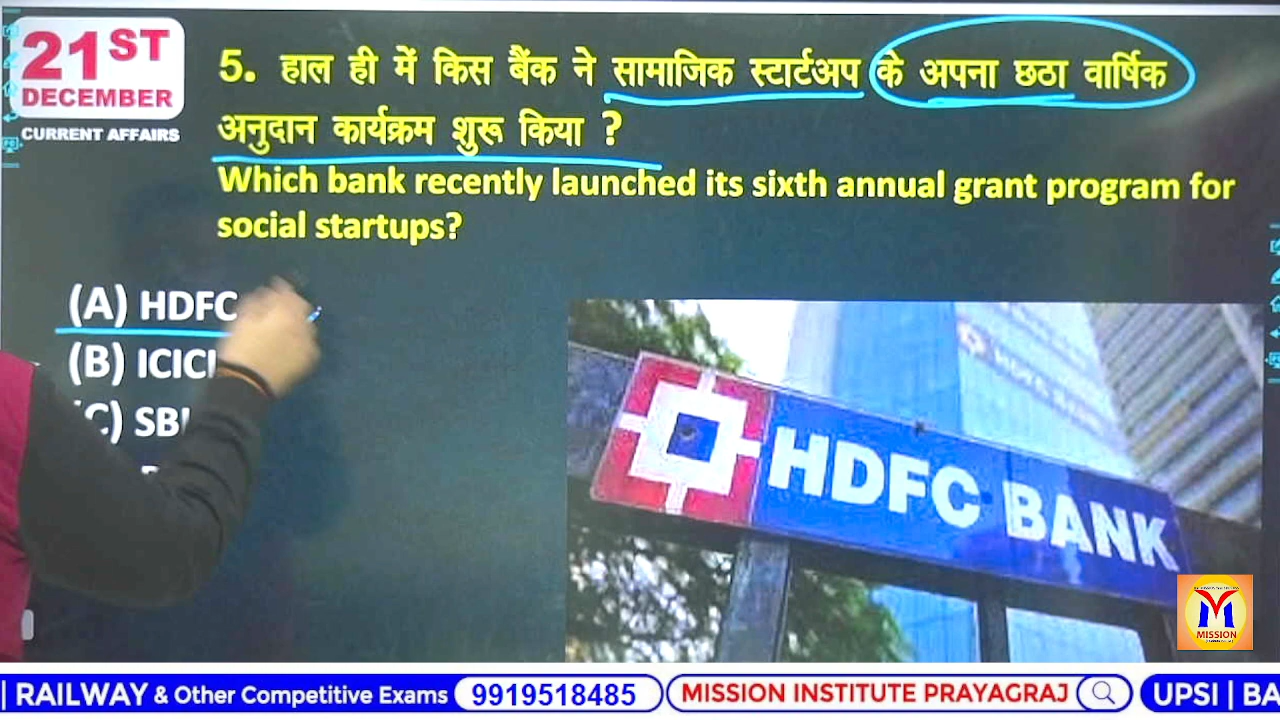 21ST
DECEMBER
CURRENT AFFAIRS
5. हाल ही में किस बैंक ने सामाजिक स्टार्टअप के अपना छठा वार्षिक
अनुदान कार्यक्रम शुरू किया ?
Which bank recently launched its sixth annual grant program for
social startups?
(A) HDFC
(B) ICICI
C) SBI
HDFC BANK
MISSION
| RAILWAY & Other Competitive Exams 9919518485 MISSION INSTITUTE PRAYAGRAJ UPSI | BA